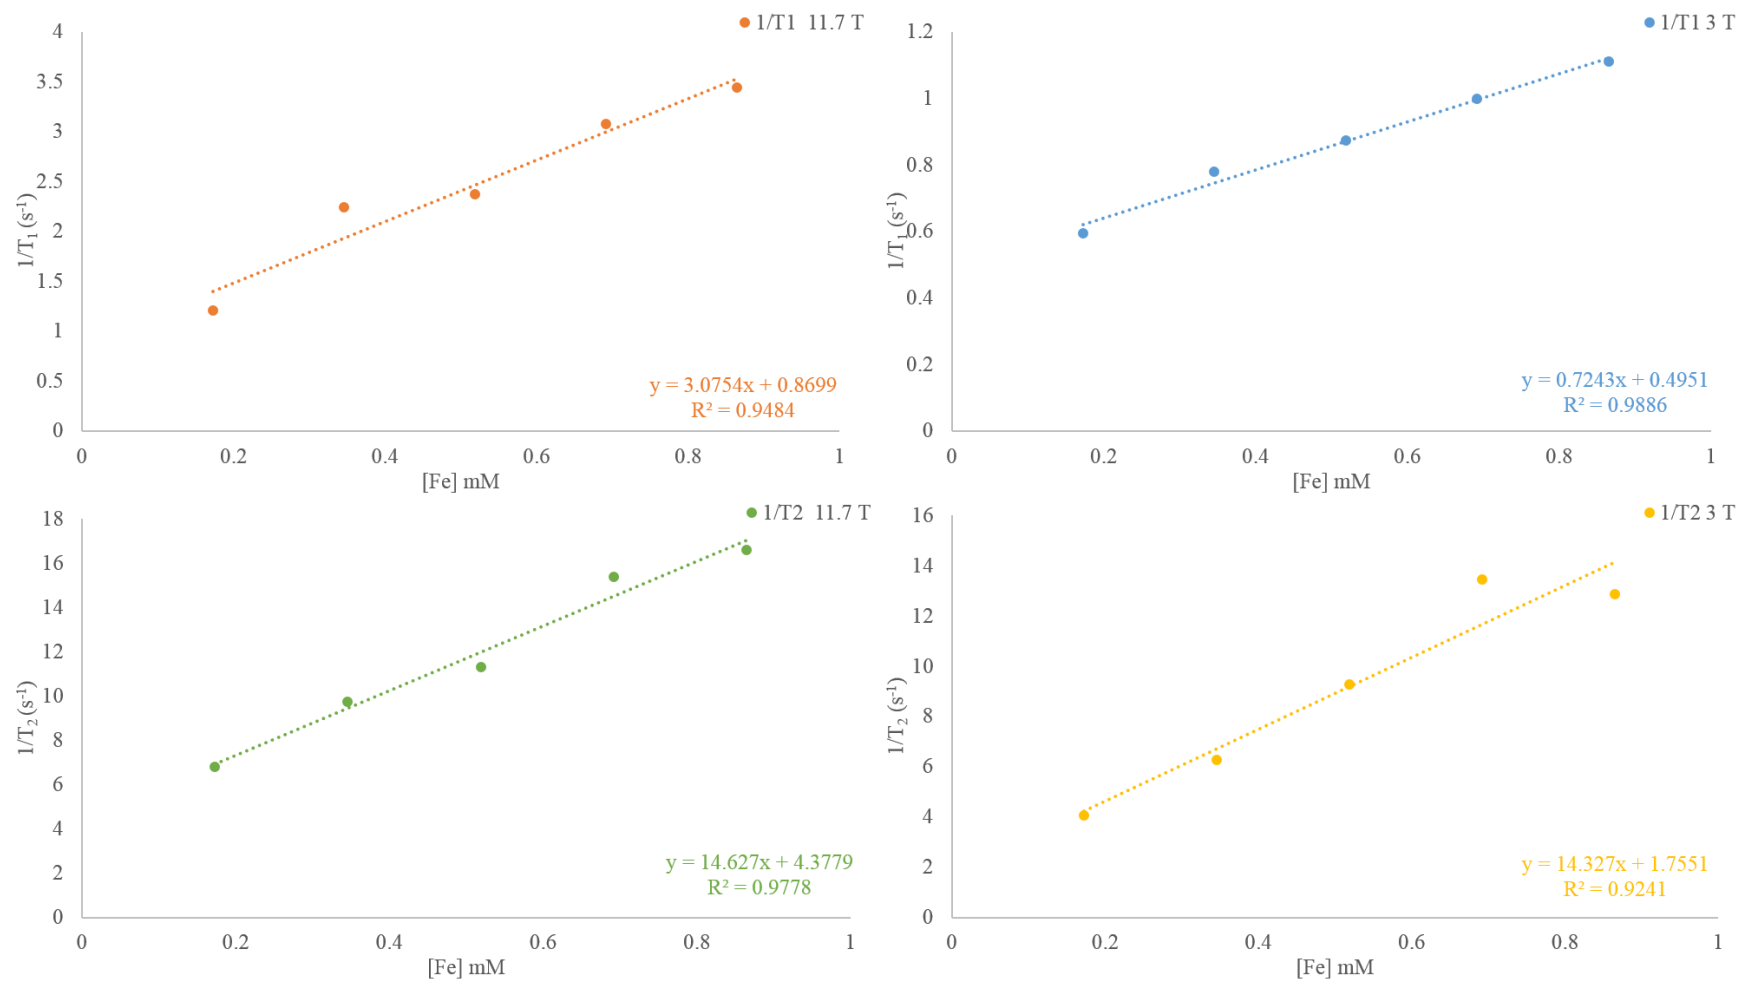 1/T1  11.7 T
4
3.5
3
2.5
2
1.5
1
0.5
0
1/T₁ (s⁻¹)
y = 3.0754x + 0.8699
R² = 0.9484
0 0.2 0.4 0.6 0.8 1
[Fe] mM
1/T1 3 T
1.2
1
0.8
0.6
0.4
0.2
0
1/T₁ (s⁻¹)
y = 0.7243x + 0.4951
R² = 0.9886
0 0.2 0.4 0.6 0.8 1
[Fe] mM
1/T2  11.7 T
18
16
14
12
10
8
6
4
2
0
1/T₂ (s⁻¹)
y = 14.627x + 4.3779
R² = 0.9778
0 0.2 0.4 0.6 0.8 1
[Fe] mM
1/T2 3 T
16
14
12
10
8
6
4
2
0
1/T₂ (s⁻¹)
y = 14.327x + 1.7551
R² = 0.9241
0 0.2 0.4 0.6 0.8 1
[Fe] mM